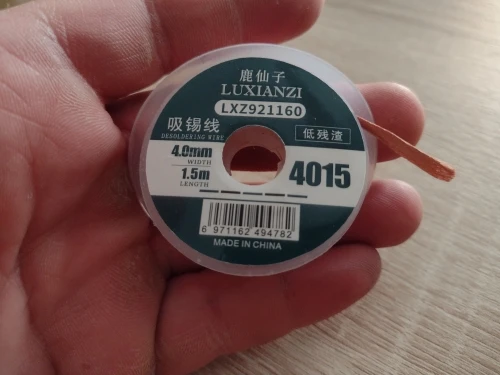 鹿仙子
LUXIANZI
LXZ921160
吸锡线
DESOLDERING WIRE
低残渣
4.0mm
WIDTH
1.5m
LENGTH
4015
6 971162 494782
MADE IN CHINA